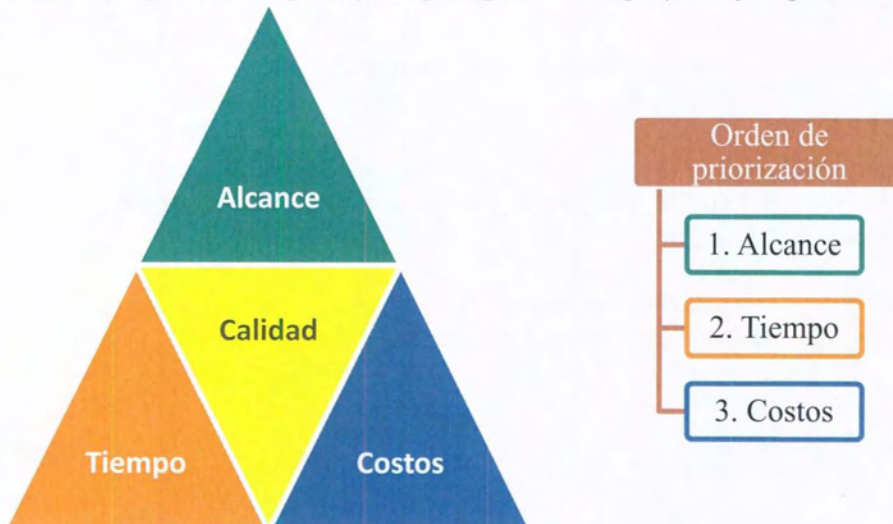 Alcance
Calidad
Tiempo
Costos
Orden de
priorización
1. Alcance
2. Tiempo
3. Costos